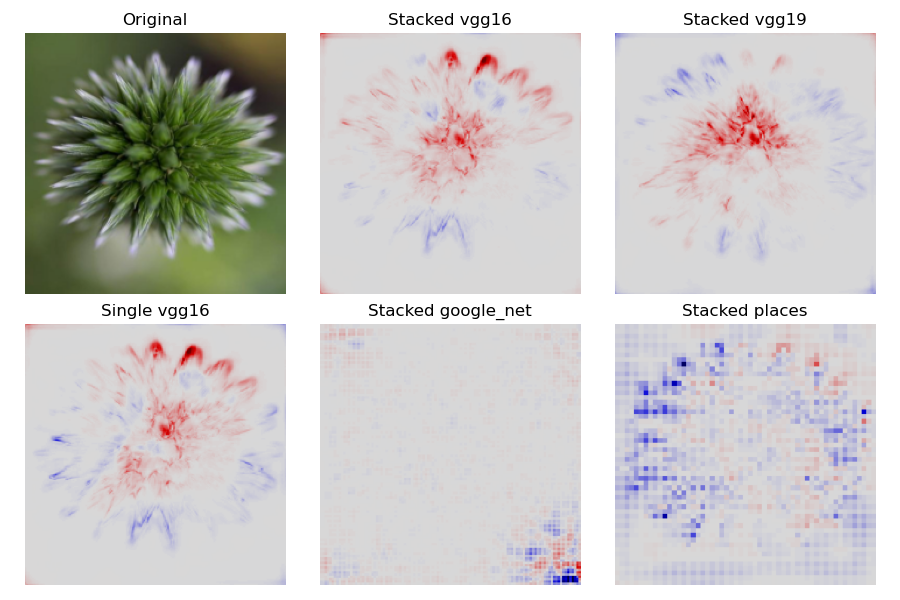 Original
Stacked vgg16
Stacked vgg19
Single vgg16
Stacked google_net
Stacked places